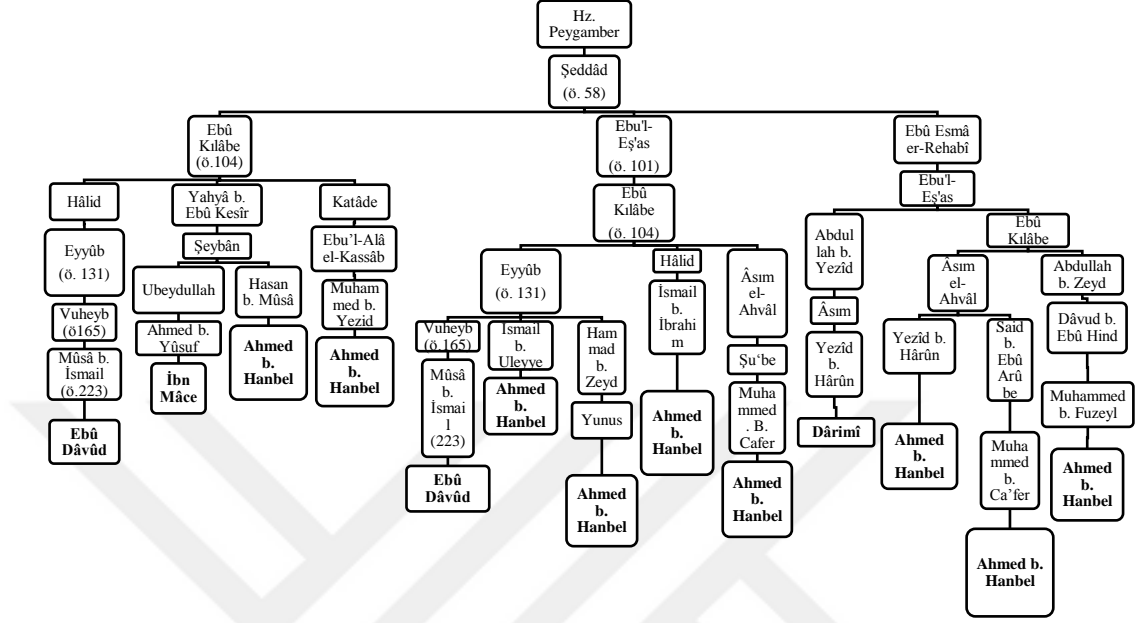 Hz.
Peygamber
Şeddâd
(ö. 58)
Ebû
Kılâbe
(ö.104)
Ebu'l-
Eş'as
(ö. 101)
Ebû Esmâ
er-Rehabî
Hâlid
Yahyâ b.
Ebû Kesîr
Katâde
Ebû
Kılâbe
(ö. 104)
Ebu'l-
Eş'as
Eyyûb
(ö. 131)
Şeybân
Ebu’l-Alâ
el-Kassâb
Eyyûb
(ö. 131)
Hâlid
Âsım
el-
Ahvâl
Abdul
lah b.
Yezîd
Ebû
Kılâbe
Ubeydullah
Hasan
b. Mûsâ
Muham
med b.
Yezid
Âsım
el-
Ahvâl
Abdullah
b. Zeyd
Vuheyb
(ö165)
Ahmed b.
Yûsuf
Ahmed
b.
Hanbel
Ahmed
b.
Hanbel
Vuheyb
(ö.165)
İsmail
b.
Uleyye
Ham
mad b.
Zeyd
İsmail
b.
İbrahi
m
Şu‘be
Âsım
Yezîd b.
Hârûn
Said
b.
Ebû
Arû
be
Dâvud b.
Ebû Hind
Mûsâ b.
İsmail
(ö.223)
İbn
Mâce
Mûsâ
b.
İsmai
l
(223)
Ahmed
b.
Hanbel
Yunus
Ahmed
b.
Hanbel
Muha
mmed
. B.
Cafer
Yezîd
b.
Hârûn
Ahmed
b.
Hanbel
Muha
mmed
b.
Ca’fer
Muhammed
b. Fuzeyl
Ebû
Dâvûd
Ebû
Dâvûd
Ahmed
b.
Hanbel
Ahmed
b.
Hanbel
Dârimî
Ahmed b.
Hanbel
Ahmed
b.
Hanbel